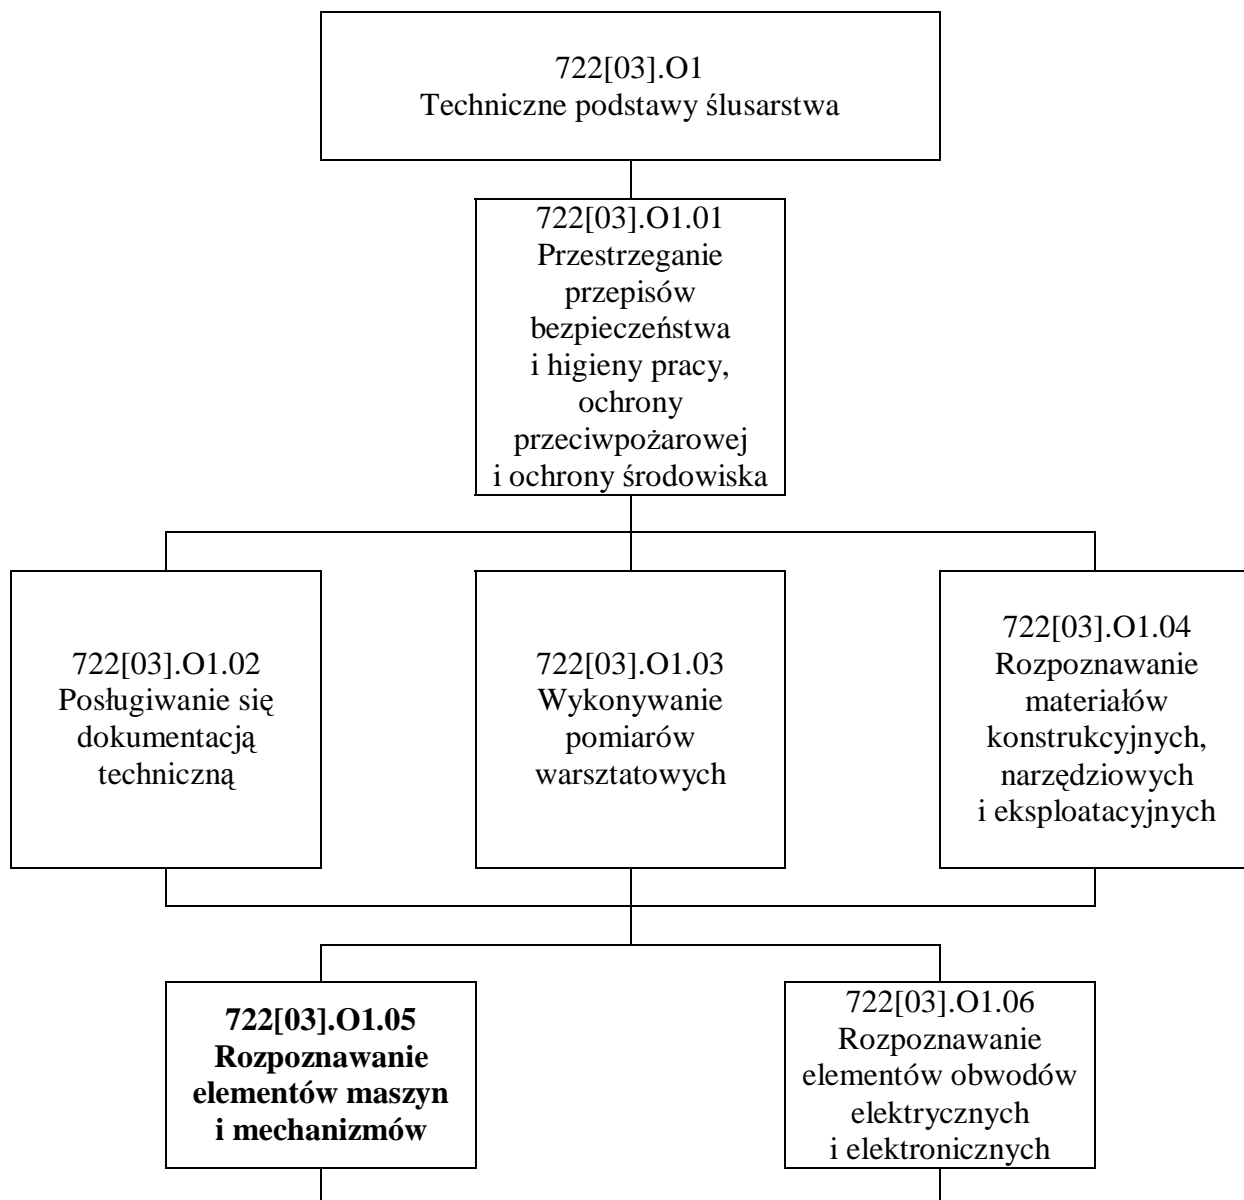 722[03].O1
Techniczne podstawy ślusarstwa
722[03].O1.01
Przestrzeganie
przepisów
bezpieczeństwa
i higieny pracy,
ochrony
przeciwpożarowej
i ochrony środowiska
722[03].O1.02
Posługiwanie się
dokumentacją
techniczną
722[03].O1.03
Wykonywanie
pomiarów
warsztatowych
722[03].O1.04
Rozpoznawanie
materiałów
konstrukcyjnych,
narzędziowych
i eksploatacyjnych
722[03].O1.05
Rozpoznawanie
elementów maszyn
i mechanizmów
722[03].O1.06
Rozpoznawanie
elementów obwodów
elektrycznych
i elektronicznych